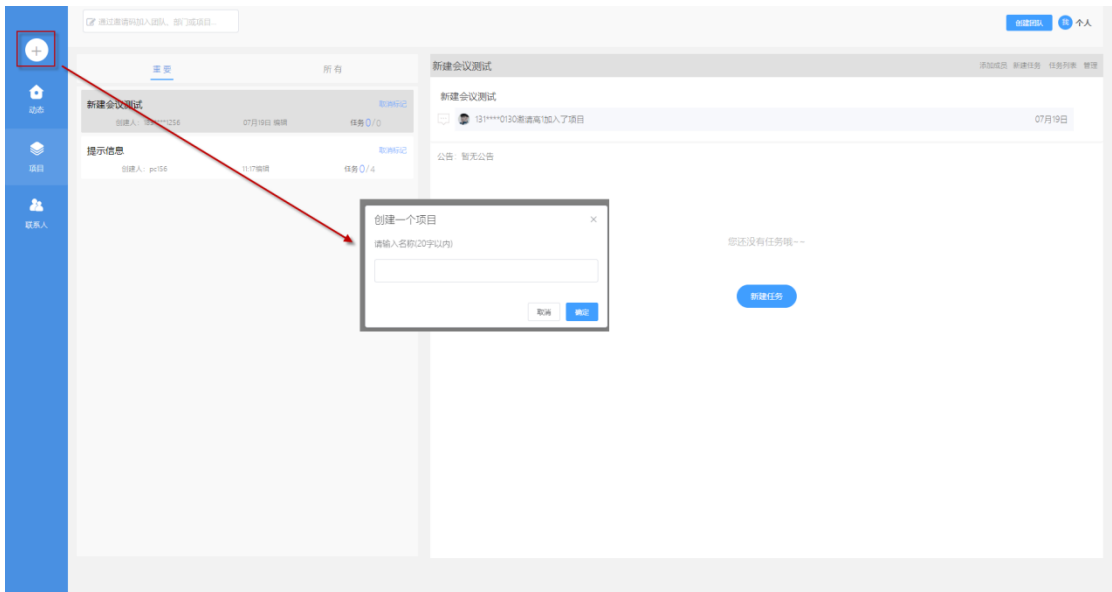 通过邀请码加入团队、部门或项目...
创建团队
我 个人
动态
项目
联系人
重要 所有
新建会议测试 取消标记
创建人: 07月19日 编辑 任务0/0
提示信息 取消标记
创建人: pc156 11:17编辑 任务0/4
新建会议测试 添加成员 新建任务 任务列表 管理
新建会议测试
131****0130邀请高1加入了项目 07月19日
公告: 暂无公告
您还没有任务哦~~
新建任务
创建一个项目
请输入名称(20字以内)
取消 确定